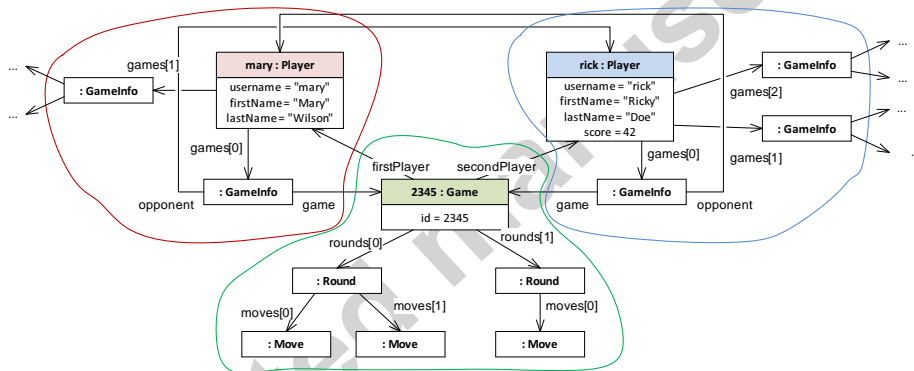 mary : Player
username = "mary"
firstName= "Mary"
lastName= "Wilson"
rick : Player
username = "rick"
firstName= "Ricky"
lastName= "Doe"
score = 42
games[1]
: GameInfo
...
...
: GameInfo
games[2]
: GameInfo
games[1]
...
...
...
games[0]
games[0]
firstPlayer
secondPlayer
: GameInfo
opponent
game
2345 : Game
id = 2345
: GameInfo
game
opponent
rounds[0]
rounds[1]
: Round
: Round
moves[0]
moves[1]
moves[0]
: Move
: Move
: Move